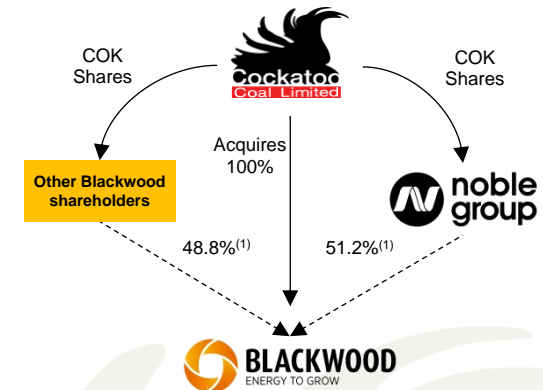 COK
Shares
Cockatoo
Coal Limited
COK
Shares
Acquires
100%
Other Blackwood
shareholders
noble
group
48.8%(1)
51.2%(1)
BLACKWOOD
ENERGY TO GROW